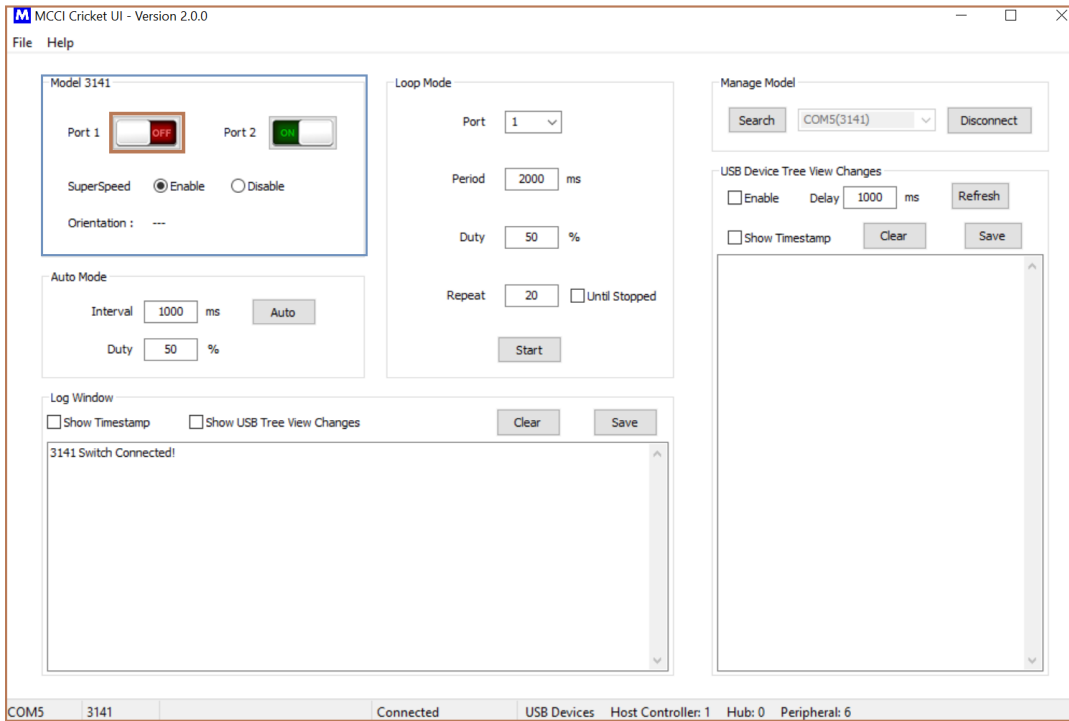 M MCCI Cricket UI - Version 2.0.0
File Help
Model 3141
Port 1 OFF Port 2 ON
SuperSpeed Enable Disable
Orientation : ---
Auto Mode
Interval 1000 ms Auto
Duty 50 %
Loop Mode
Port 1
Period 2000 ms
Duty 50 %
Repeat 20 Until Stopped
Start
Manage Model
Search COM5(3141) Disconnect
USB Device Tree View Changes
Enable Delay 1000 ms Refresh
Show Timestamp Clear Save
Log Window
Show Timestamp Show USB Tree View Changes Clear Save
3141 Switch Connected!
COM5 3141 Connected USB Devices Host Controller: 1 Hub: 0 Peripheral: 6